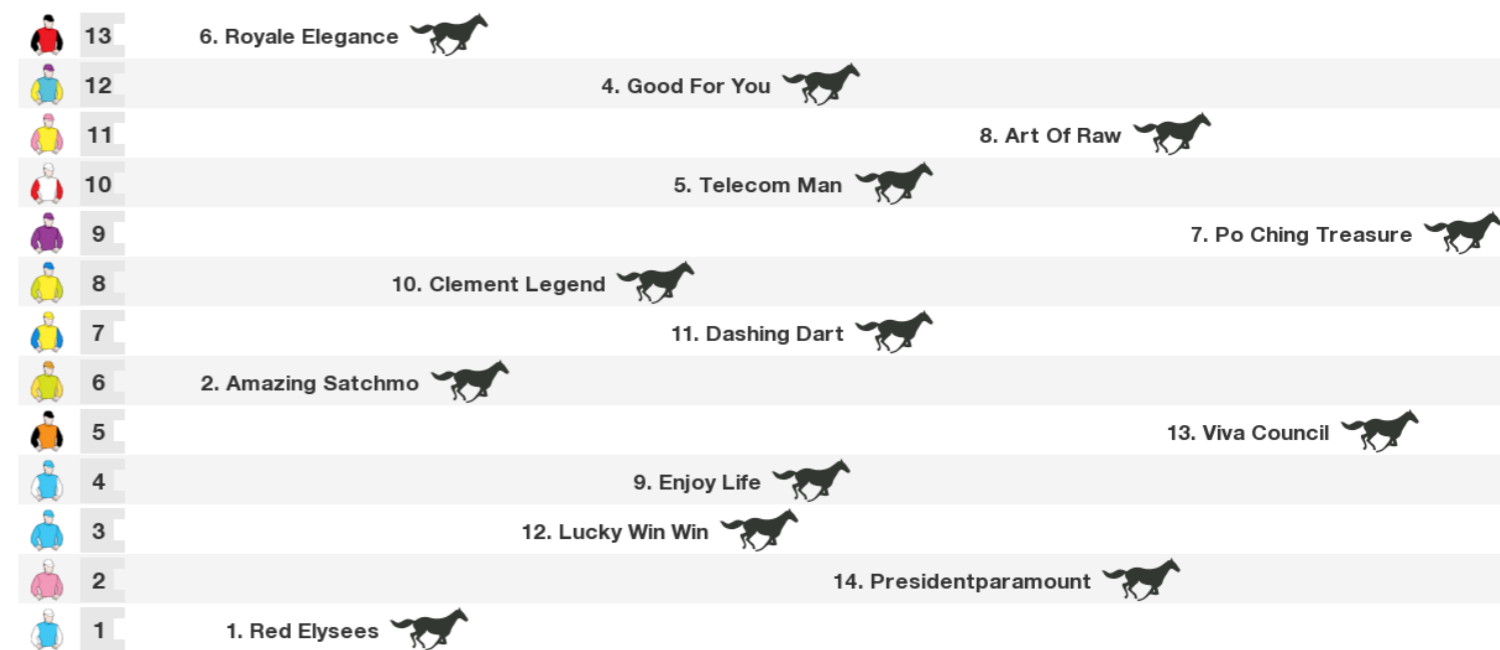 13 6. Royale Elegance
12 4. Good For You
11 8. Art Of Raw
10 5. Telecom Man
9 7. Po Ching Treasure
8 10. Clement Legend
7 11. Dashing Dart
6 2. Amazing Satchmo
5 13. Viva Council
4 9. Enjoy Life
3 12. Lucky Win Win
2 14. Presidentparamount
1 1. Red Elysees